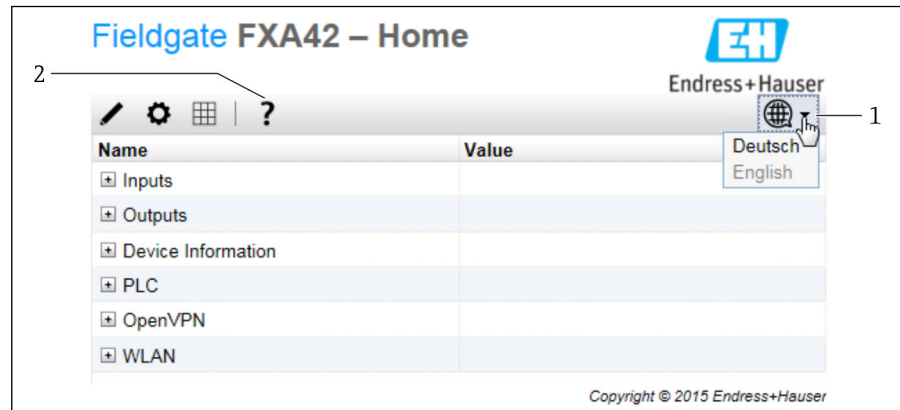 Fieldgate FXA42 – Home
EH
Endress+Hauser
2
?
1
Name Value
Deutsch
English
Inputs
Outputs
Device Information
PLC
OpenVPN
WLAN
Copyright © 2015 Endress+Hauser